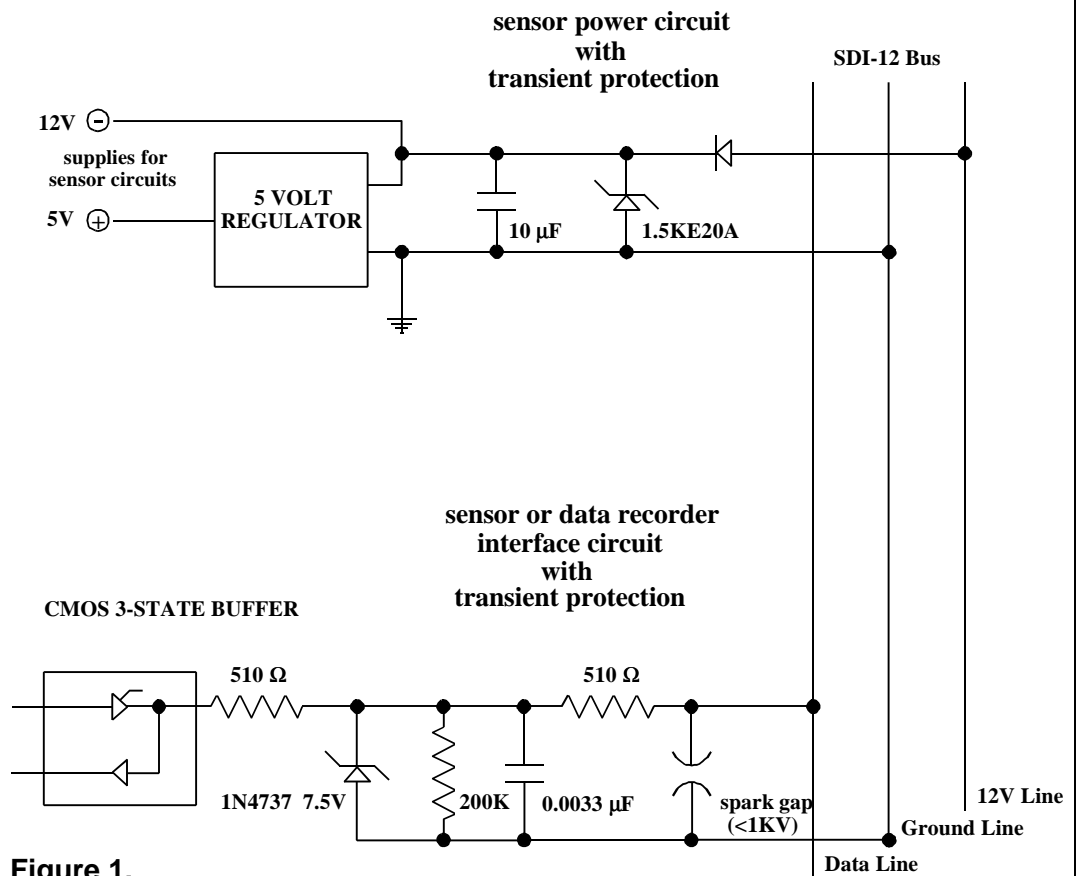 sensor power circuit
with
transient protection
SDI-12 Bus
12V -
supplies for
sensor circuits
5V +
5 VOLT
REGULATOR
10 µF
1.5KE20A
sensor or data recorder
interface circuit
with
transient protection
CMOS 3-STATE BUFFER
510 Ω
510 Ω
1N4737 7.5V
200K
0.0033 µF
spark gap
(<1KV)
12V Line
Ground Line
Data Line
Figure 1.